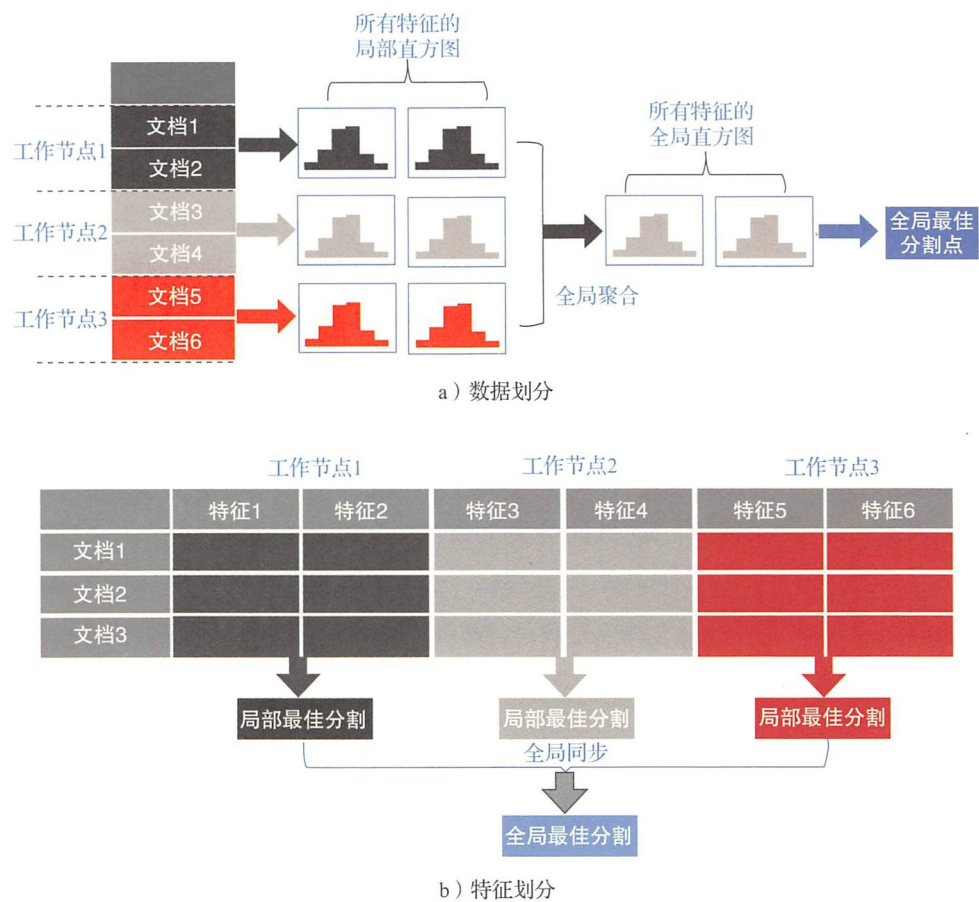 所有特征的
局部直方图
所有特征的
全局直方图
工作节点1
文档1
文档2
工作节点2
文档3
文档4
工作节点3
文档5
文档6
全局聚合
全局最佳
分割点
a）数据划分
工作节点1 工作节点2 工作节点3
特征1 特征2 特征3 特征4 特征5 特征6
文档1
文档2
文档3
局部最佳分割 局部最佳分割 局部最佳分割
全局同步
全局最佳分割
b）特征划分